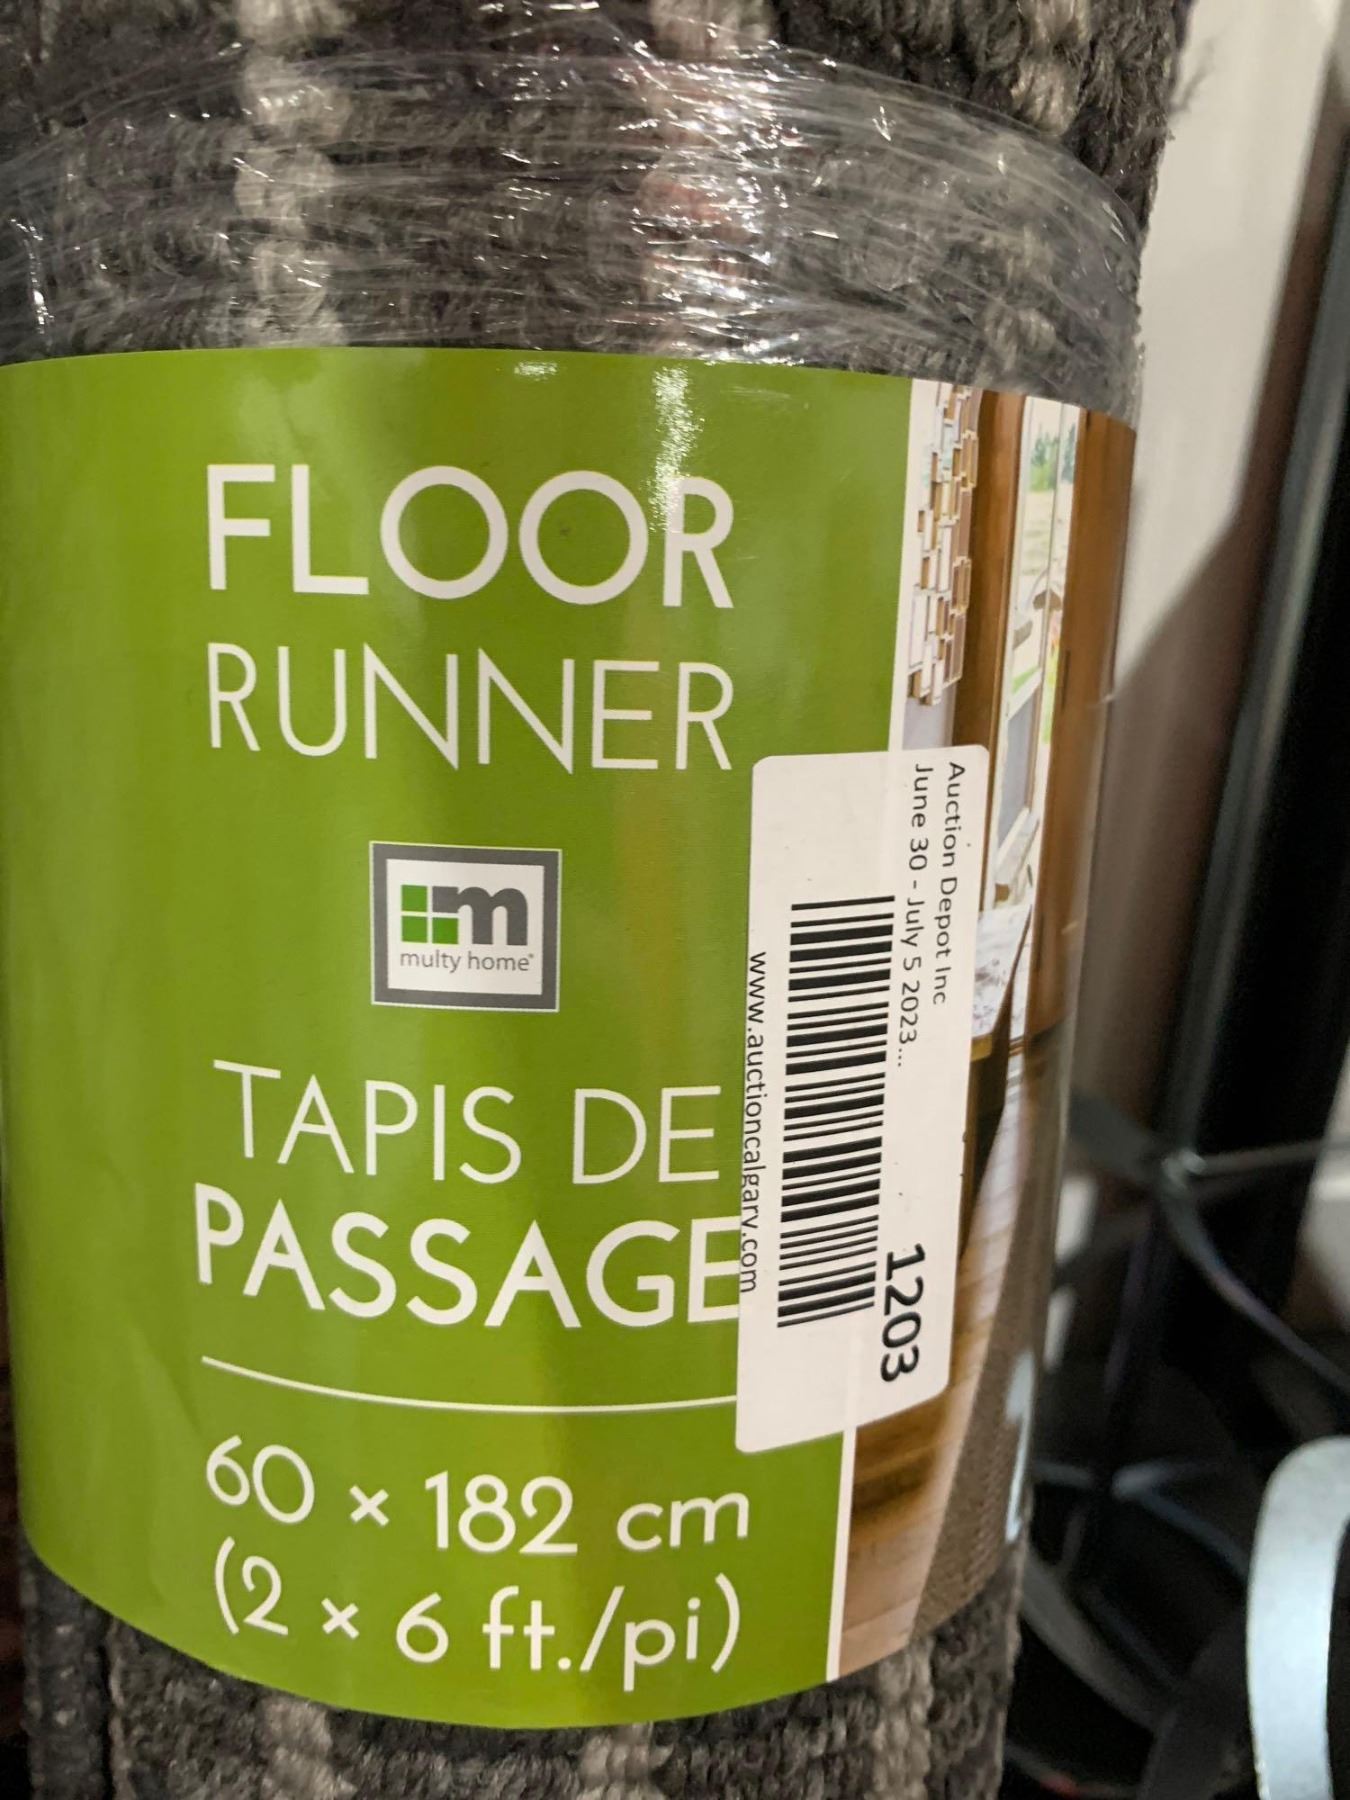 FLOOR
RUNNER
m
multy home®
TAPIS DE
PASSAGE
60 × 182 cm
(2 × 6 ft./pi)
Auction Depot Inc
June 30 - July 5 2023...
1203
www.auctioncalgary.com